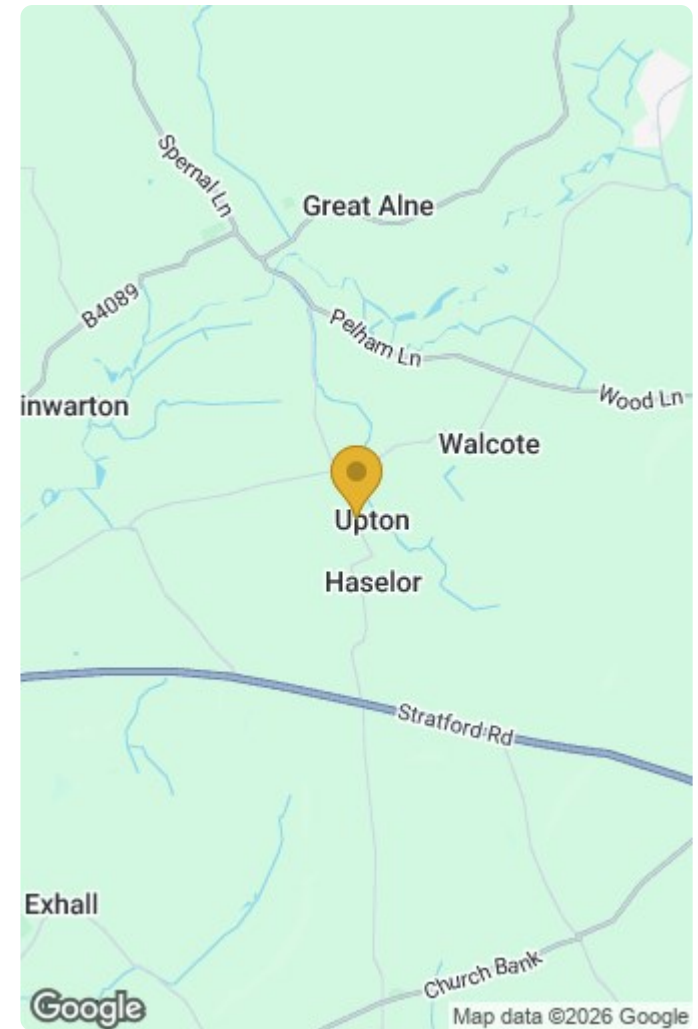 Spernal Ln
Great Alne
B4089
Pelham Ln
Wood Ln
inwarton
Walcote
Upton
Haselor
Stratford Rd
Exhall
Church Bank
Google
Map data ©2026 Google